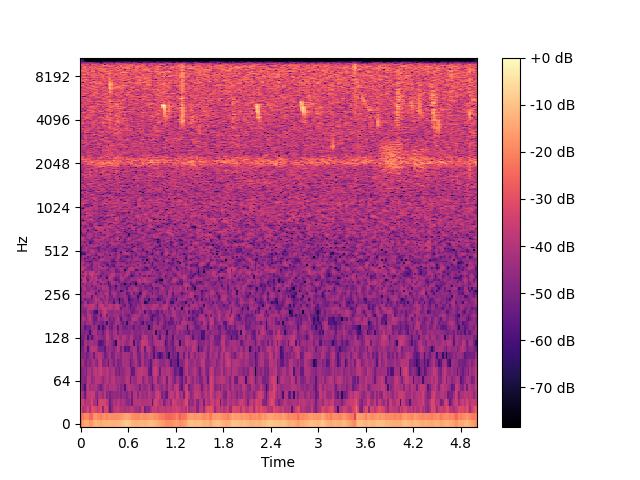 8192
4096
2048
1024
512
256
128
64
0
Hz
0 0.6 1.2 1.8 2.4 3 3.6 4.2 4.8
Time
+0 dB
-10 dB
-20 dB
-30 dB
-40 dB
-50 dB
-60 dB
-70 dB